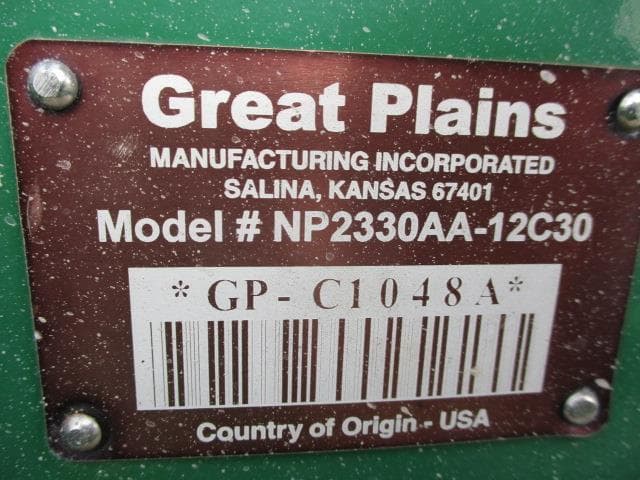 Great Plains
MANUFACTURING INCORPORATED
SALINA, KANSAS 67401
Model # NP2330AA-12C30
*GP-C1048A*
Country of Origin - USA